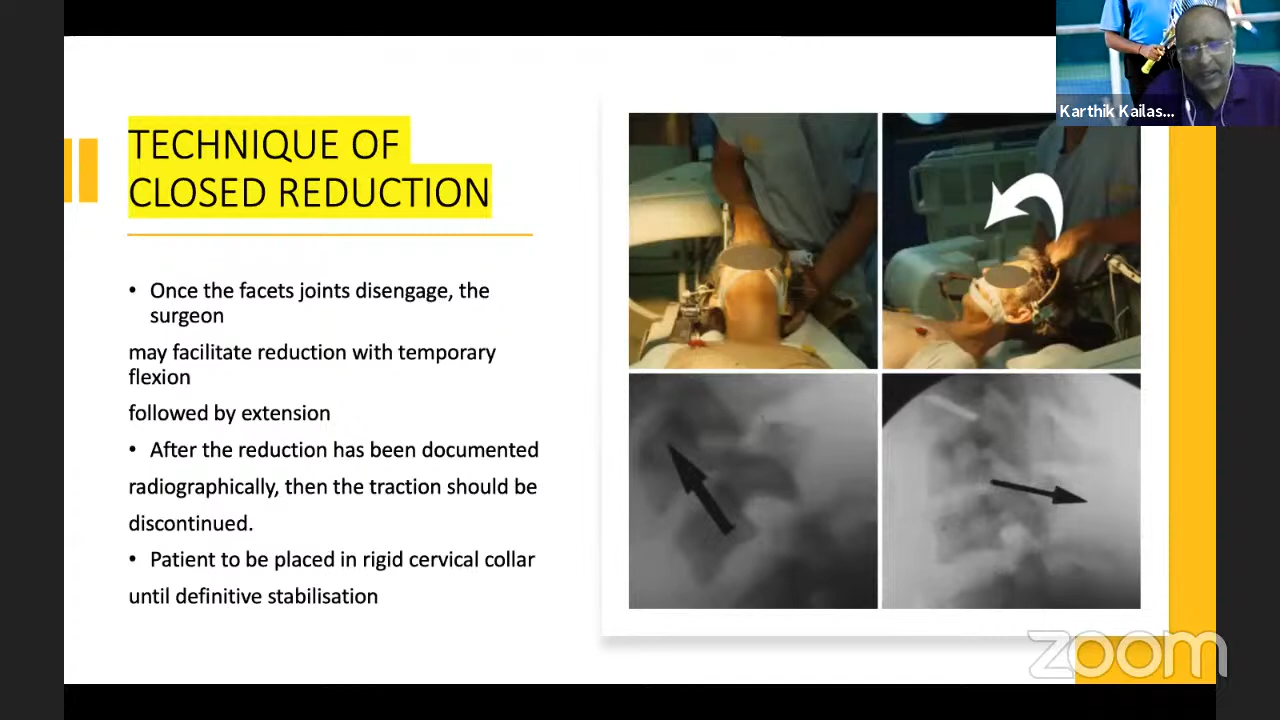 Karthik Kailas...
TECHNIQUE OF
CLOSED REDUCTION
• Once the facets joints disengage, the
surgeon
may facilitate reduction with temporary
flexion
followed by extension
• After the reduction has been documented
radiographically, then the traction should be
discontinued.
• Patient to be placed in rigid cervical collar
until definitive stabilisation
zoom